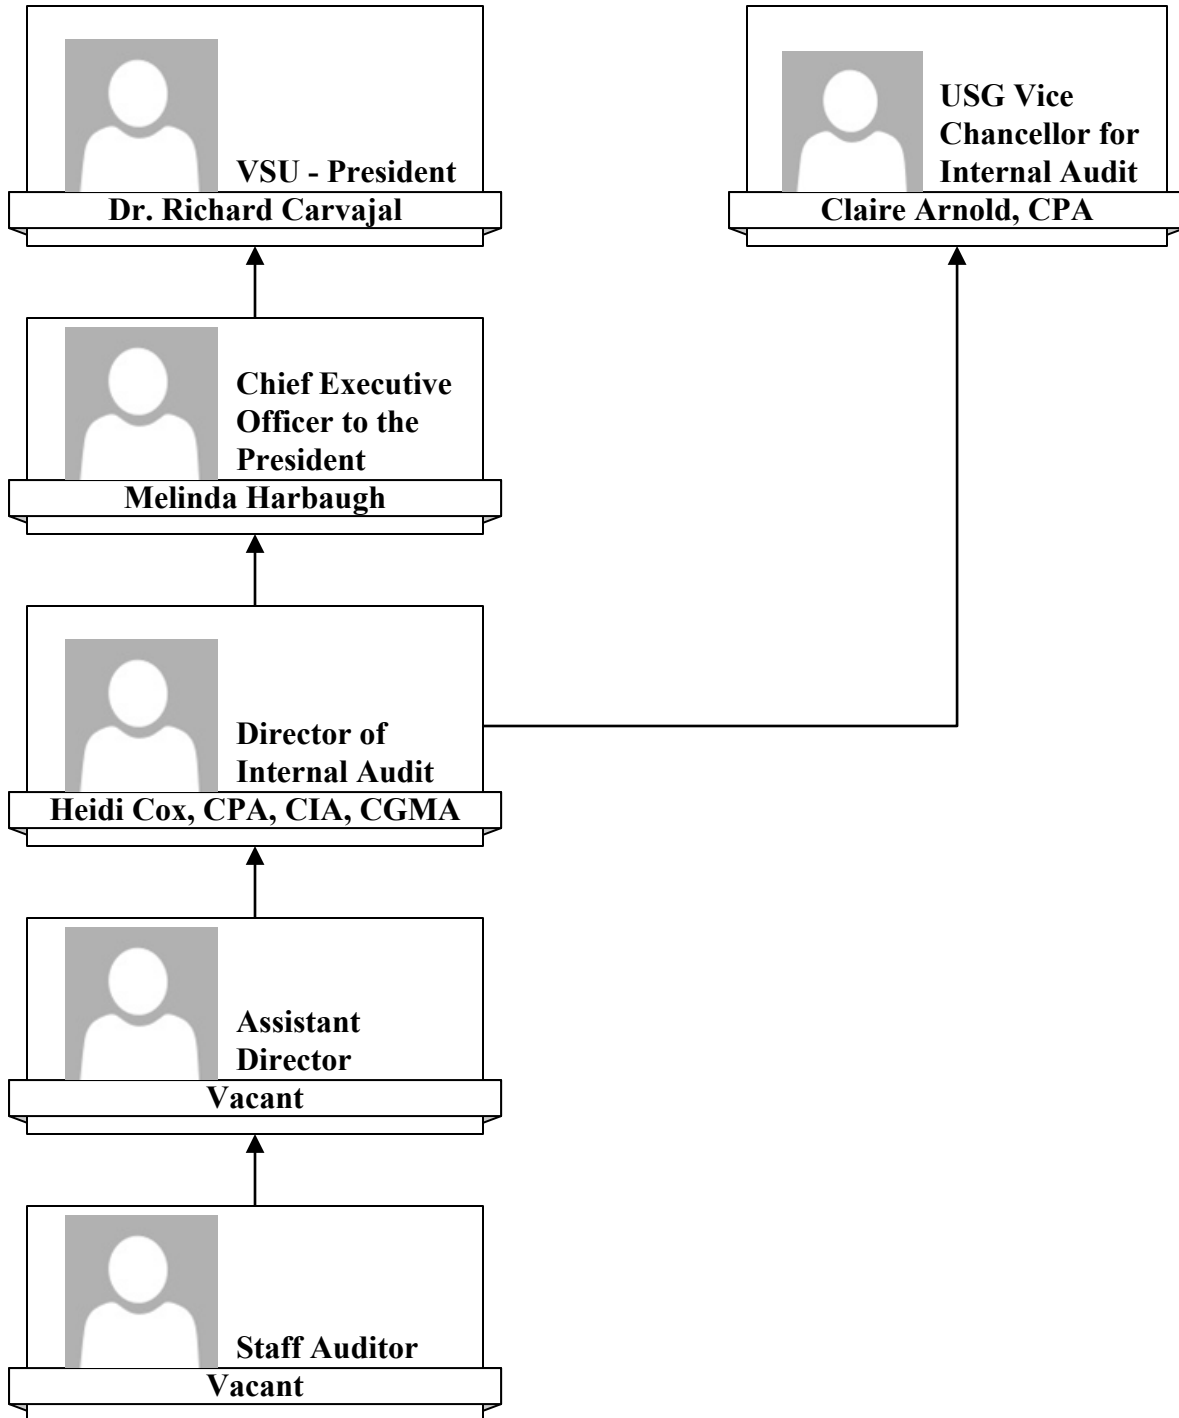 VSU - President
Dr. Richard Carvajal
USG Vice
Chancellor for
Internal Audit
Claire Arnold, CPA
Chief Executive
Officer to the
President
Melinda Harbaugh
Director of
Internal Audit
Heidi Cox, CPA, CIA, CGMA
Assistant
Director
Vacant
Staff Auditor
Vacant